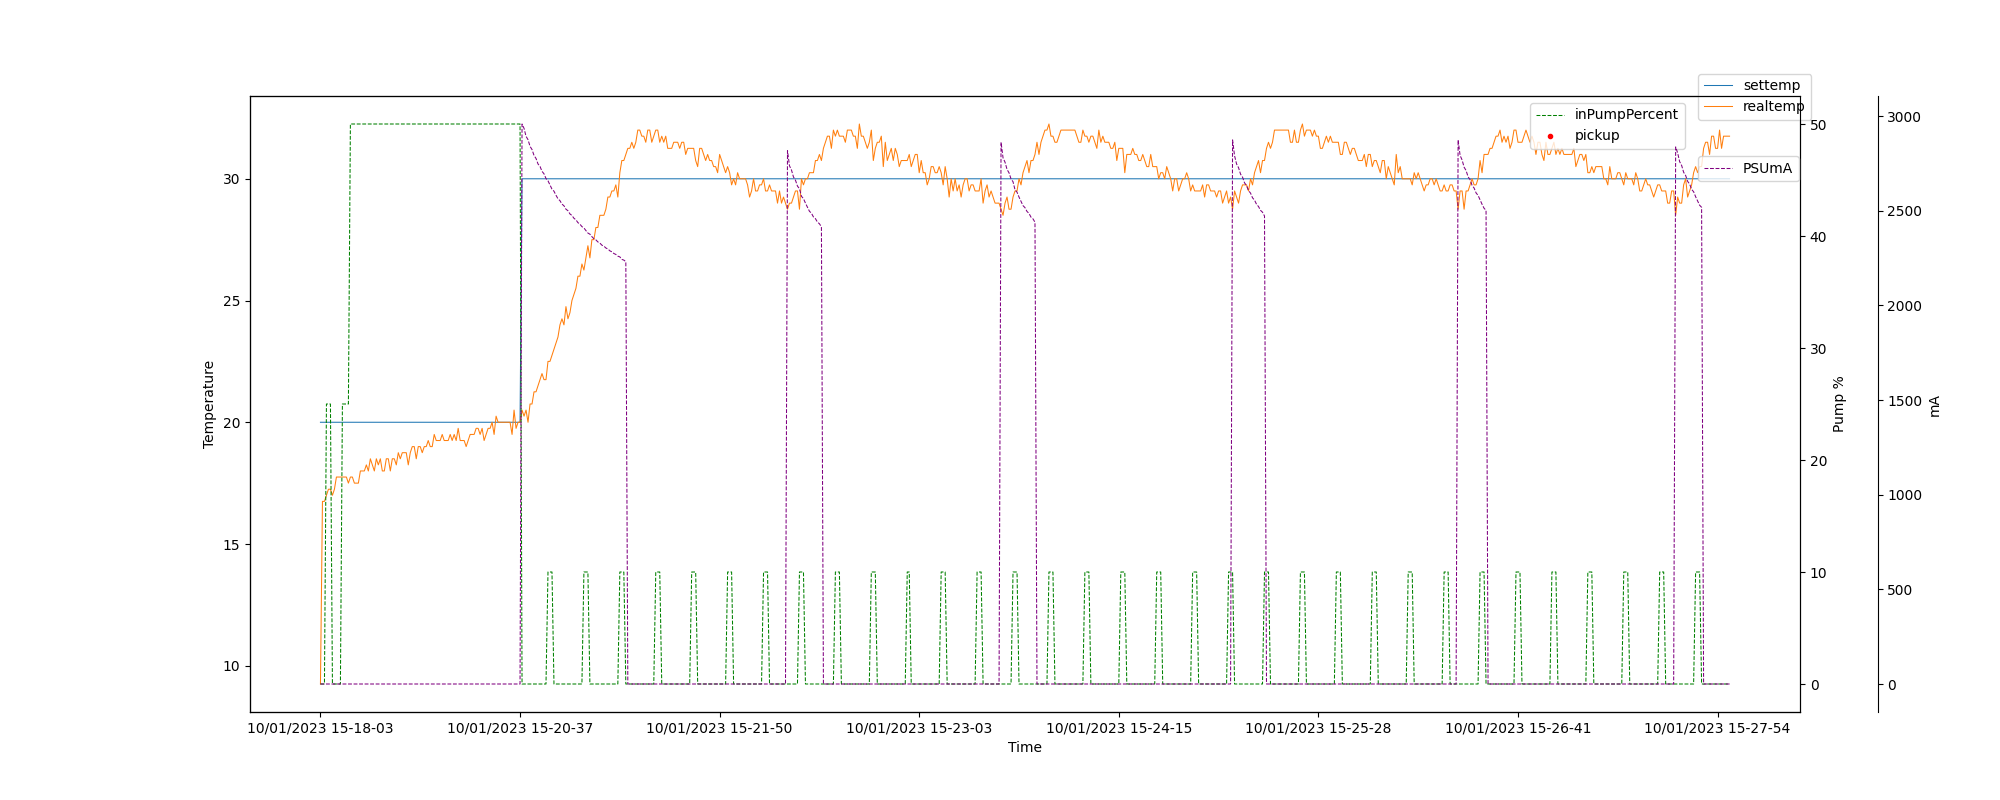 settemp
realtemp
inPumpPercent
pickup
PSUmA
30
25
20
15
10
Temperature
50
40
30
20
10
0
Pump %
3000
2500
2000
1500
1000
500
0
mA
10/01/2023 15-18-03
10/01/2023 15-20-37
10/01/2023 15-21-50
10/01/2023 15-23-03
10/01/2023 15-24-15
10/01/2023 15-25-28
10/01/2023 15-26-41
10/01/2023 15-27-54
Time